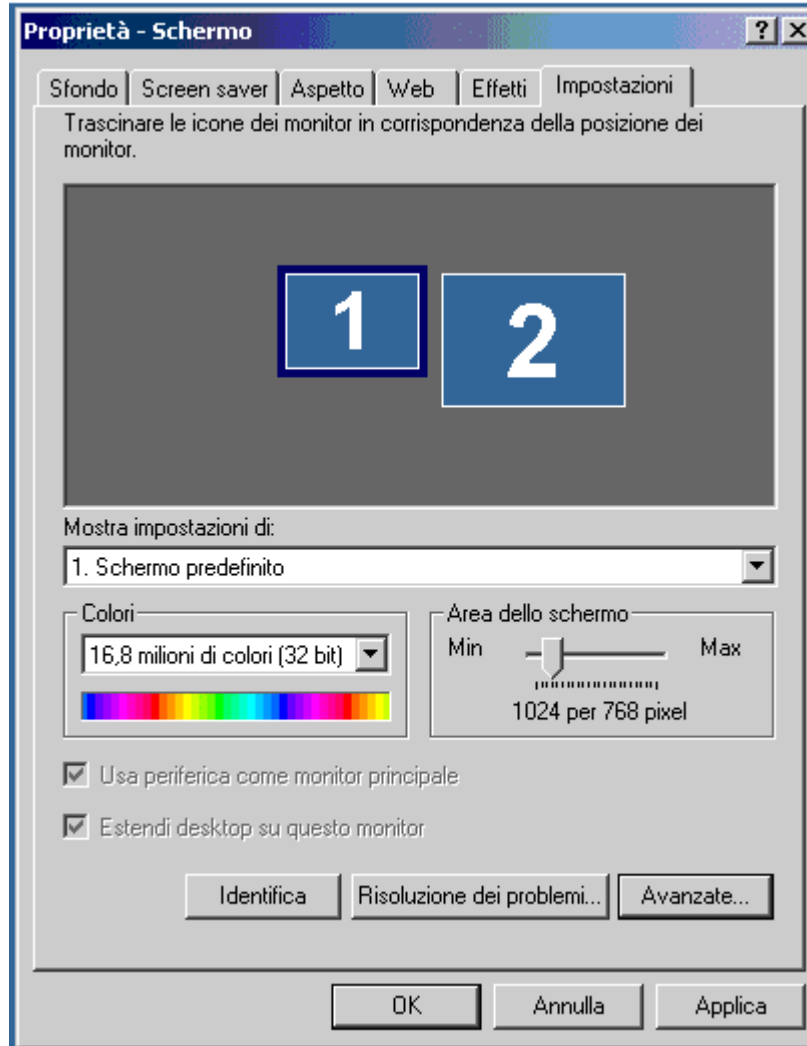 Proprietà - Schermo
Sfondo Screen saver Aspetto Web Effetti Impostazioni
Trascinare le icone dei monitor in corrispondenza della posizione dei
monitor.
1 2
Mostra impostazioni di:
1. Schermo predefinito
Colori
16,8 milioni di colori (32 bit)
Area dello schermo
Min Max
1024 per 768 pixel
Usa periferica come monitor principale
Estendi desktop su questo monitor
Identifica Risoluzione dei problemi... Avanzate...
OK Annulla Applica